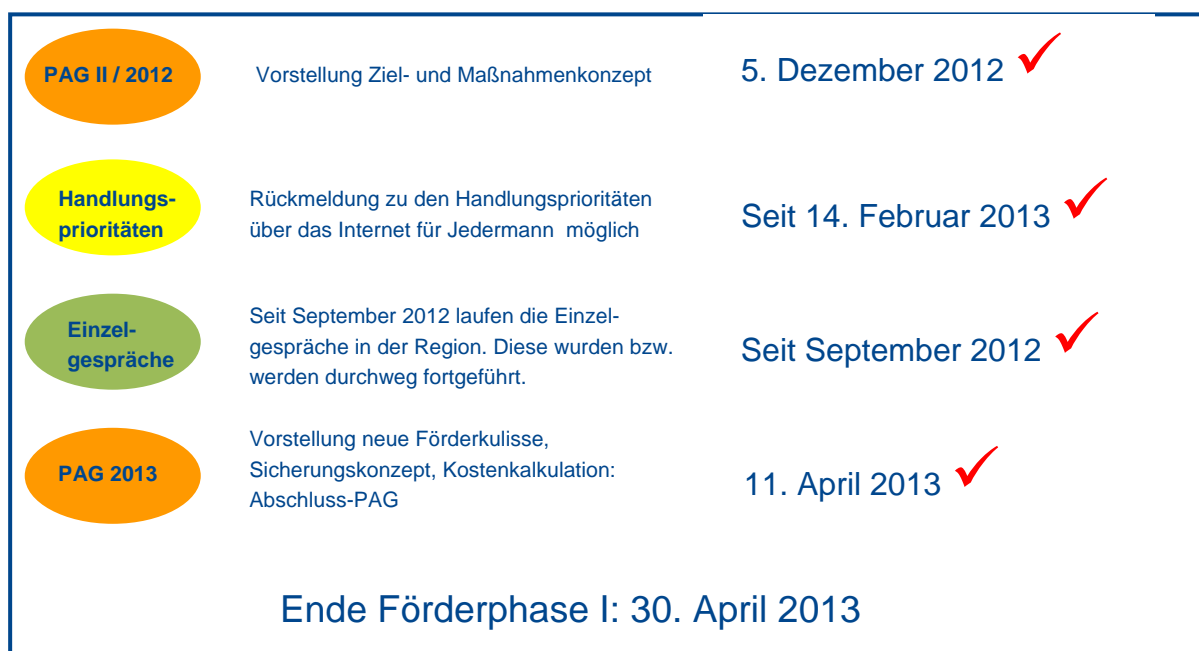 PAG II / 2012
Vorstellung Ziel- und Maßnahmenkonzept
5. Dezember 2012
Handlungs-
prioritäten
Rückmeldung zu den Handlungsprioritäten
über das Internet für Jedermann möglich
Seit 14. Februar 2013
Einzel-
gespräche
Seit September 2012 laufen die Einzel-
gespräche in der Region. Diese wurden bzw.
werden durchweg fortgeführt.
Seit September 2012
PAG 2013
Vorstellung neue Förderkulisse,
Sicherungskonzept, Kostenkalkulation:
Abschluss-PAG
11. April 2013
Ende Förderphase I: 30. April 2013